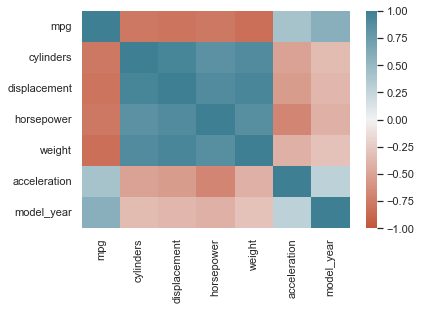 mpg
cylinders
displacement
horsepower
weight
acceleration
model_year
mpg
cylinders
displacement
horsepower
weight
acceleration
model_year
1.00
0.75
0.50
0.25
0.00
−0.25
−0.50
−0.75
−1.00